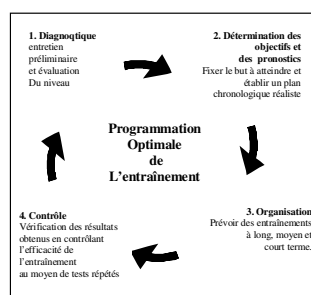 1. Diagnoqtique
entretien
préliminaire
et évaluation
Du niveau
2. Détermination des
objectifs et
des pronostics
Fixer le but à atteindre et
établir un plan
chronologique réaliste
Programmation
Optimale
de
L'entraînement
3. Organisation
Prévoir des entraînements
à long, moyen et
court terme.
4. Contrôle
Vérification des résultats
obtenus en contrôlant
l'efficacité de
l'entraînement
au moyen de tests répétés